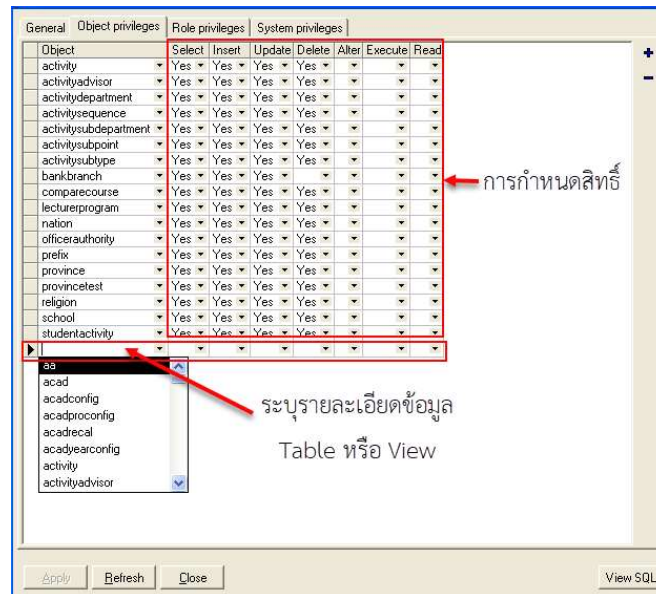 General Object privileges Role privileges System privileges
Object Select Insert Update Delete Alter Execute Read
activity Yes Yes Yes Yes
activityadvisor Yes Yes Yes Yes
activitydepartment Yes Yes Yes Yes
activitysequence Yes Yes Yes Yes
activitysubdepartment Yes Yes Yes Yes
activitysubpoint Yes Yes Yes Yes
activitysubtype Yes Yes Yes Yes
bankbranch Yes Yes Yes
comparecourse Yes Yes Yes Yes
lecturerprogram Yes Yes Yes Yes
nation Yes Yes Yes Yes
officerauthority Yes Yes Yes Yes
prefix Yes Yes Yes Yes
province Yes Yes Yes Yes
provincetest Yes Yes Yes Yes
religion Yes Yes Yes Yes
school Yes Yes Yes Yes
studentactivity Yes Yes Yes Yes
การกำหนดสิทธิ์
aa
acad
acadconfig
acadproconfig
acadrecal
acadyearconfig
activity
activityadvisor
ระบุรายละเอียดข้อมูล
Table หรือ View
Apply Refresh Close View SQL